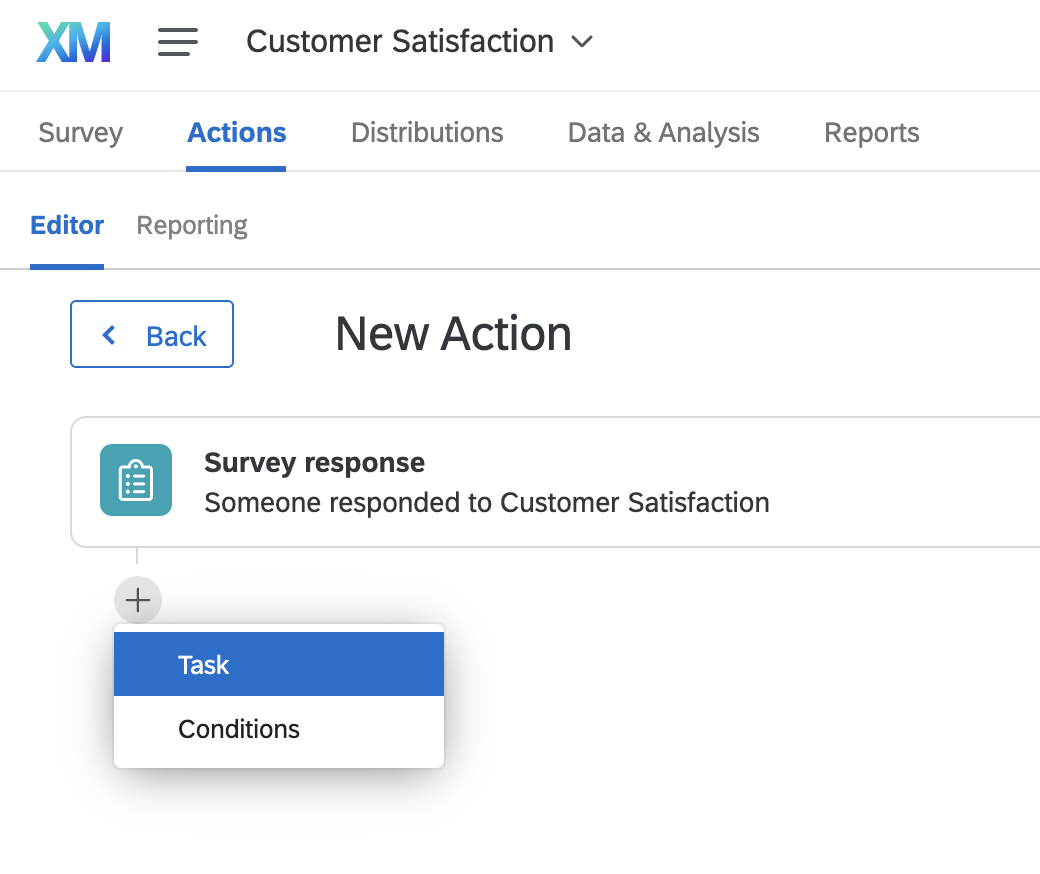 XM
Customer Satisfaction
Survey Actions Distributions Data & Analysis Reports
Editor Reporting
Back
New Action
Survey response
Someone responded to Customer Satisfaction
Task
Conditions